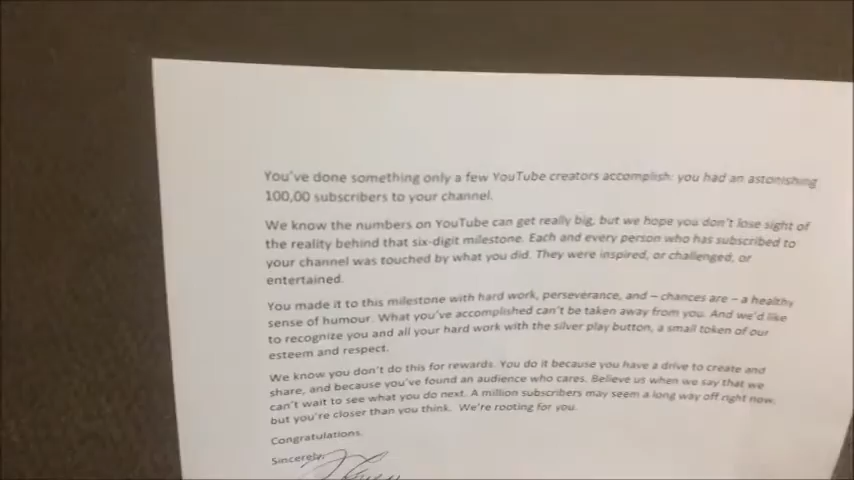 You've done something only a few YouTube creators accomplish: you had an astonishing
100,00 subscribers to your channel.
We know the numbers on YouTube can get really big, but we hope you don't lose sight of
the reality behind that six-digit milestone. Each and every person who has subscribed to
your channel was touched by what you did. They were inspired, or challenged, or
entertained.
You made it to this milestone with hard work, perseverance, and – chances are – a healthy
sense of humour. What you've accomplished can't be taken away from you. And we'd like
to recognize you and all your hard work with the silver play button, a small token of our
esteem and respect.
We know you don't do this for rewards. You do it because you have a drive to create and
share, and because you've found an audience who cares. Believe us when we say that we
can't wait to see what you do next. A million subscribers may seem a long way off right now,
but you're closer than you think. We're rooting for you.
Congratulations.
Sincerely,